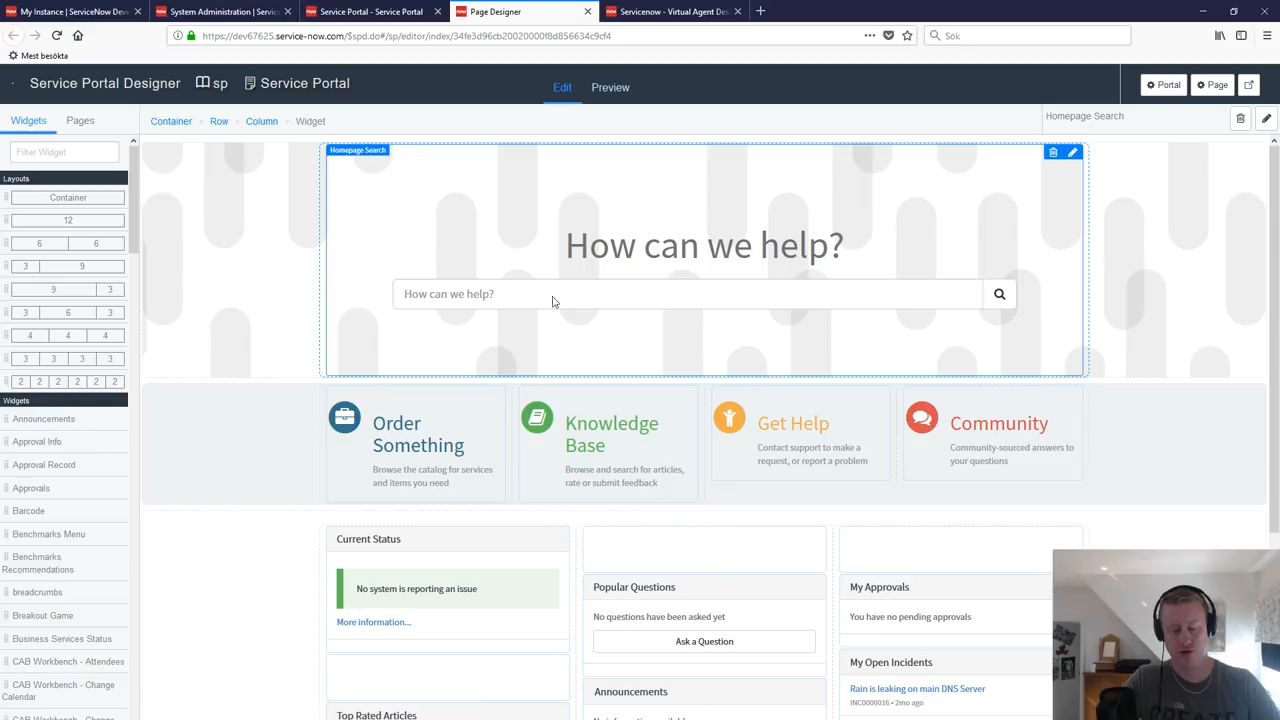 My Instance | ServiceNow Develo
System Administration | Service
Service Portal - Service Portal
Page Designer
Servicenow - Virtual Agent Desi
https://dev67625.service-now.com/$spd.do#/sp/editor/index/34fe3d96cb20020000f8d856634c9cf4
Sök
Mest besökta
Service Portal Designer
sp
Service Portal
Edit
Preview
Portal
Page
Widgets
Pages
Container
Row
Column
Widget
Homepage Search
Filter Widget
Layouts
Container
12
6 6
3 9
9 3
3 6 3
4 4 4
3 3 3 3
2 2 2 2 2 2
Widgets
Announcements
Approval Info
Approval Record
Approvals
Barcode
Benchmarks Menu
Benchmarks
Recommendations
breadcrumbs
Breakout Game
Business Services Status
CAB Workbench - Attendees
CAB Workbench - Change
Calendar
CAB Workbench - Change
Homepage Search
How can we help?
How can we help?
Order
Something
Browse the catalog for services
and items you need
Knowledge
Base
Browse and search for articles,
rate or submit feedback
Get Help
Contact support to make a
request, or report a problem
Community
Community-sourced answers to
your questions
Current Status
No system is reporting an issue
More information...
Top Rated Articles
Popular Questions
No questions have been asked yet
Ask a Question
Announcements
My Approvals
You have no pending approvals
My Open Incidents
Rain is leaking on main DNS Server
INC0000016 • 2mo ago